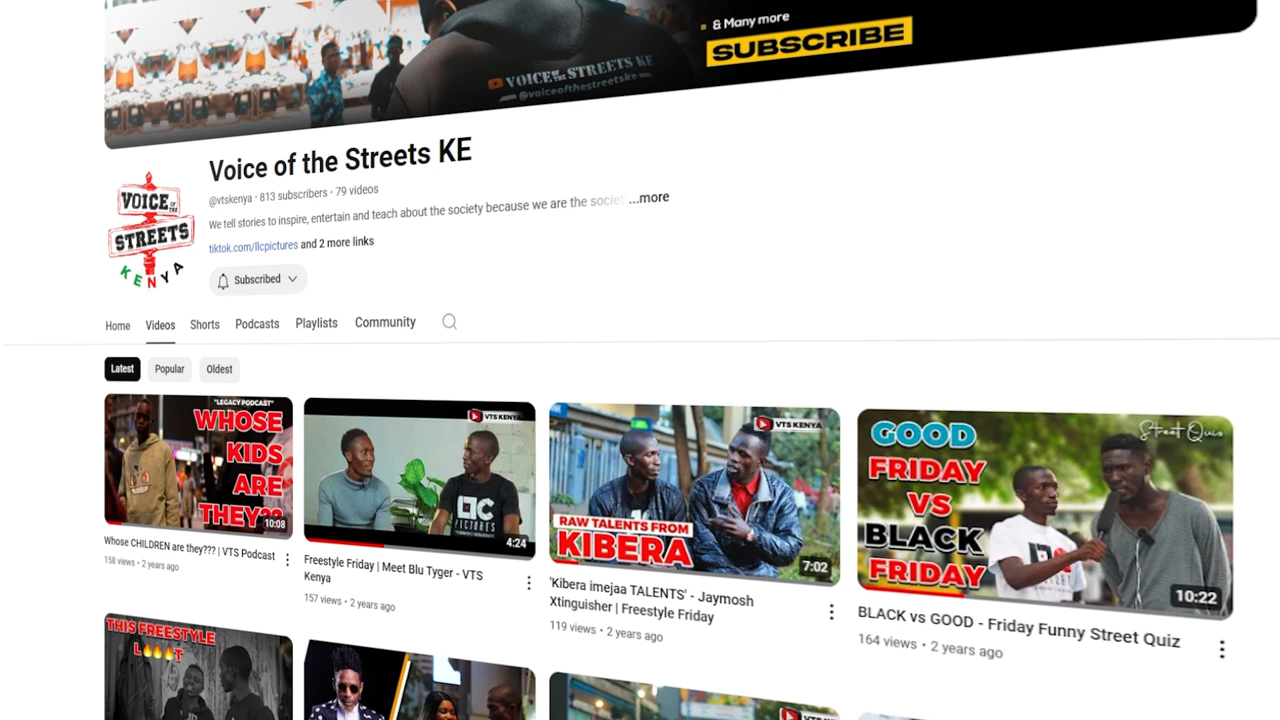 & Many more
SUBSCRIBE
VOICE OF THE STREETS KE
@voiceofthestreetske
Voice of the Streets KE
@vtskenya · 813 subscribers · 79 videos
We tell stories to inspire, entertain and teach about the society because we are the societ ...more
tiktok.com/llcpictures and 2 more links
Subscribed
VOICE OF THE
STREETS
KENYA
Home Videos Shorts Podcasts Playlists Community
Latest Popular Oldest
"LEGACY PODCAST"
WHOSE
KIDS
ARE
THEY??
10:08
Whose CHILDREN are they??? | VTS Podcast
158 views • 2 years ago
VTS KENYA
LLC
PICTURES
4:24
Freestyle Friday | Meet Blu Tyger - VTS
Kenya
157 views • 2 years ago
VTS KENYA
RAW TALENTS FROM
KIBERA
7:02
'Kibera imejaa TALENTS' - Jaymosh
Xtinguisher | Freestyle Friday
119 views • 2 years ago
Street Quiz
GOOD
FRIDAY
VS
BLACK
FRIDAY
10:22
BLACK vs GOOD - Friday Funny Street Quiz
164 views • 2 years ago
THIS FREESTYLE
L🔥🔥🔥T
VTS KENYA